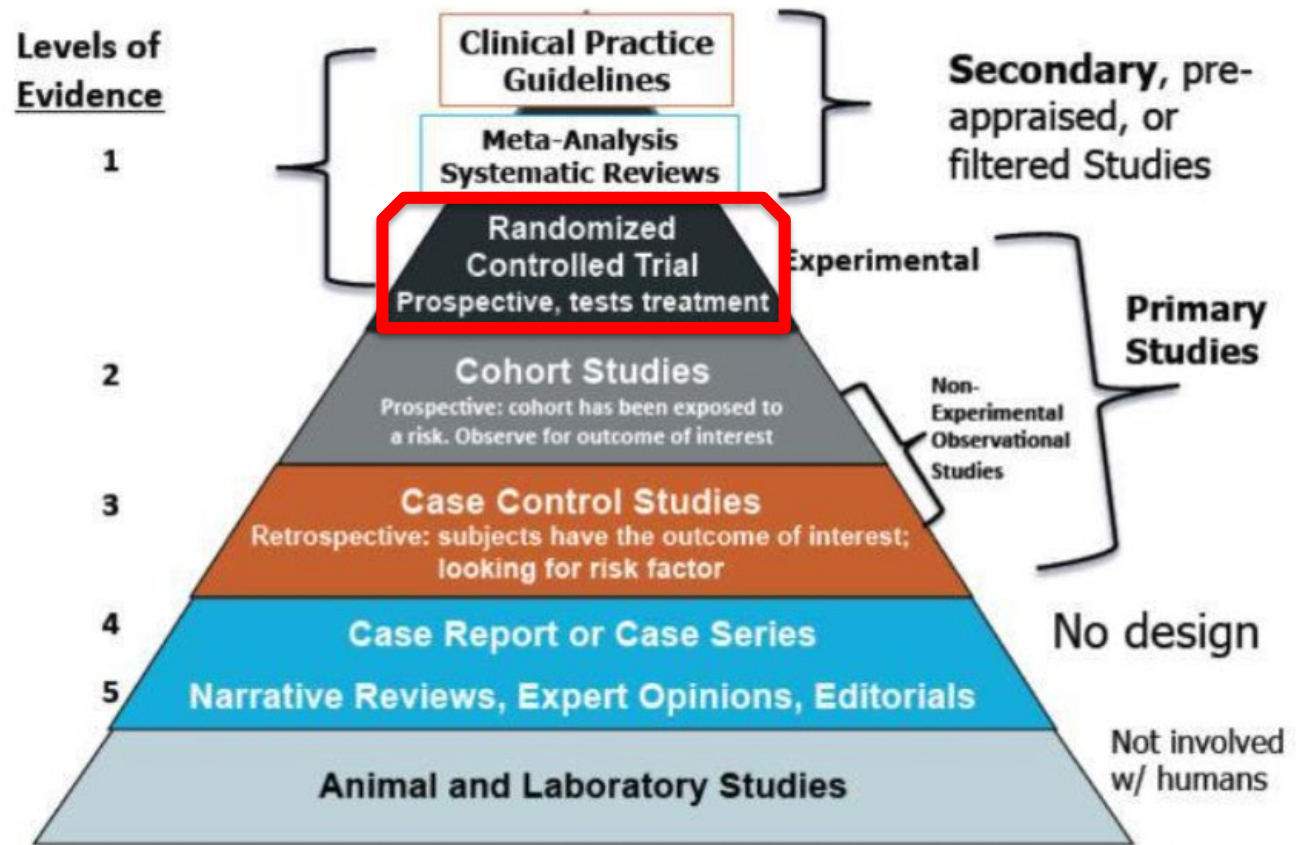 Levels of
Evidence
1
2
3
4
5
Clinical Practice
Guidelines
Meta-Analysis
Systematic Reviews
Randomized
Controlled Trial
Prospective, tests treatment
Cohort Studies
Prospective: cohort has been exposed to
a risk. Observe for outcome of interest
Case Control Studies
Retrospective: subjects have the outcome of interest;
looking for risk factor
Case Report or Case Series
Narrative Reviews, Expert Opinions, Editorials
Animal and Laboratory Studies
Secondary, pre-
appraised, or
filtered Studies
Experimental
Primary
Studies
Non-
Experimental
Observational
Studies
No design
Not involved
w/ humans